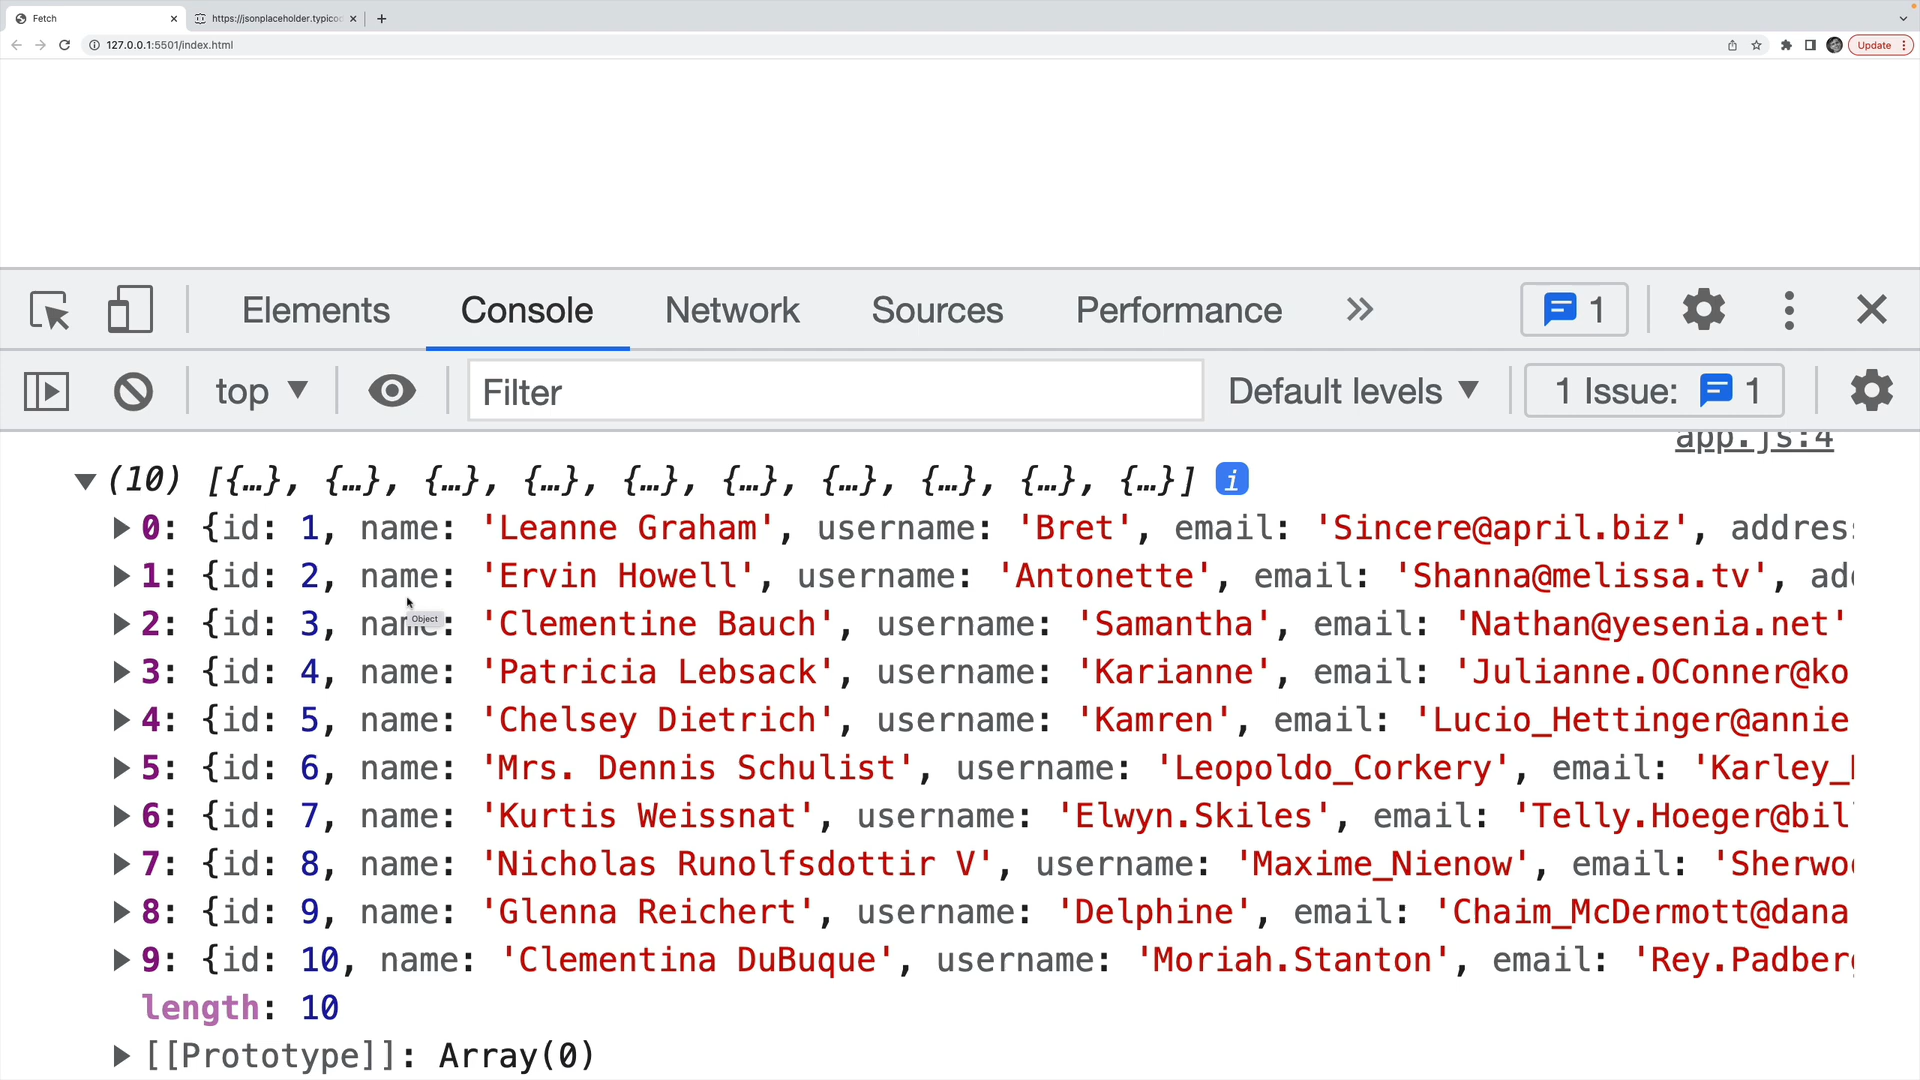 Fetch
https://jsonplaceholder.typico
127.0.0.1:5501/index.html
Update
Elements
Console
Network
Sources
Performance
1
top
Filter
Default levels
1 Issue: 1
app.js:4
(10) [{…}, {…}, {…}, {…}, {…}, {…}, {…}, {…}, {…}, {…}] i
0: {id: 1, name: 'Leanne Graham', username: 'Bret', email: 'Sincere@april.biz', address
1: {id: 2, name: 'Ervin Howell', username: 'Antonette', email: 'Shanna@melissa.tv', add
Object
2: {id: 3, name: 'Clementine Bauch', username: 'Samantha', email: 'Nathan@yesenia.net'
3: {id: 4, name: 'Patricia Lebsack', username: 'Karianne', email: 'Julianne.OConner@ko
4: {id: 5, name: 'Chelsey Dietrich', username: 'Kamren', email: 'Lucio_Hettinger@annie
5: {id: 6, name: 'Mrs. Dennis Schulist', username: 'Leopoldo_Corkery', email: 'Karley_
6: {id: 7, name: 'Kurtis Weissnat', username: 'Elwyn.Skiles', email: 'Telly.Hoeger@bil
7: {id: 8, name: 'Nicholas Runolfsdottir V', username: 'Maxime_Nienow', email: 'Sherwo
8: {id: 9, name: 'Glenna Reichert', username: 'Delphine', email: 'Chaim_McDermott@dana
9: {id: 10, name: 'Clementina DuBuque', username: 'Moriah.Stanton', email: 'Rey.Padber
length: 10
[[Prototype]]: Array(0)